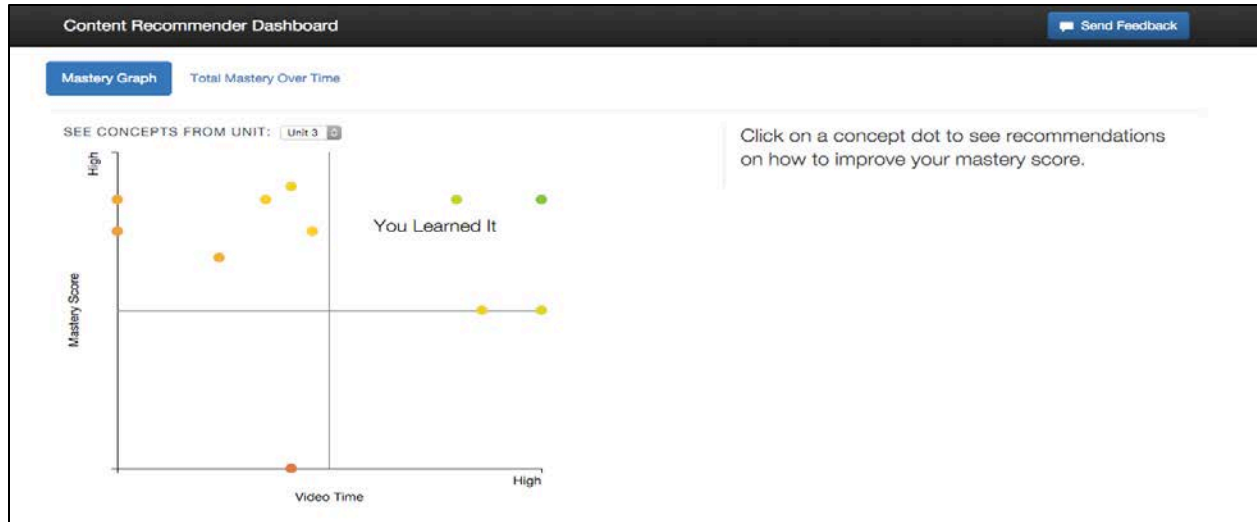 Content Recommender Dashboard
Send Feedback
Mastery Graph
Total Mastery Over Time
SEE CONCEPTS FROM UNIT: Unit 3
Click on a concept dot to see recommendations
on how to improve your mastery score.
High
You Learned It
Mastery Score
High
Video Time